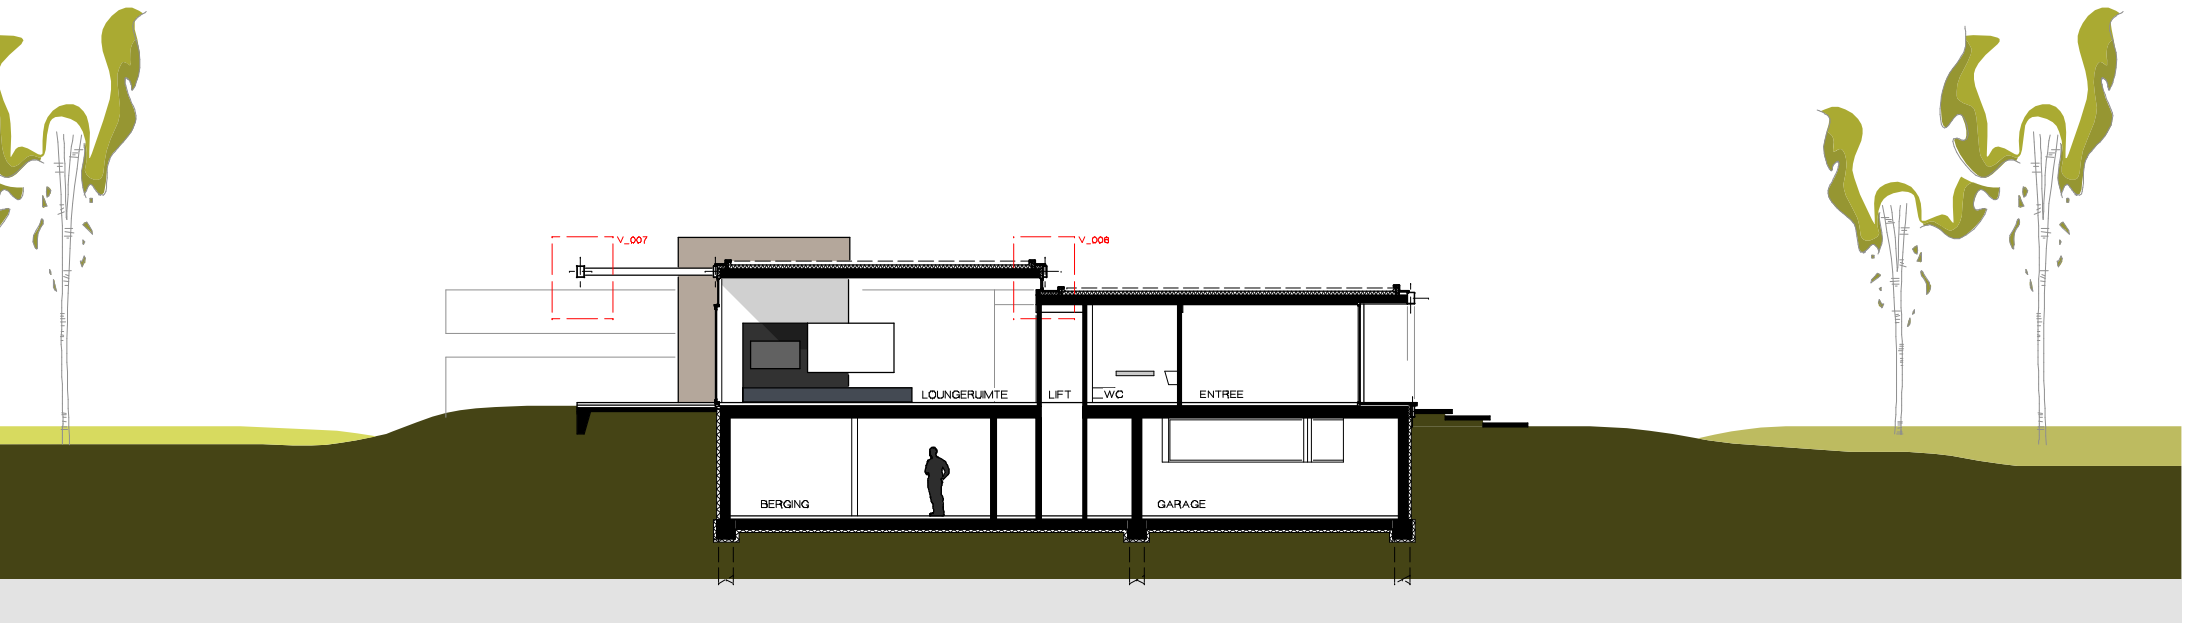 V_007
V_008
LOUNGERUIMTE
LIFT
WC
ENTREE
BERGING
GARAGE